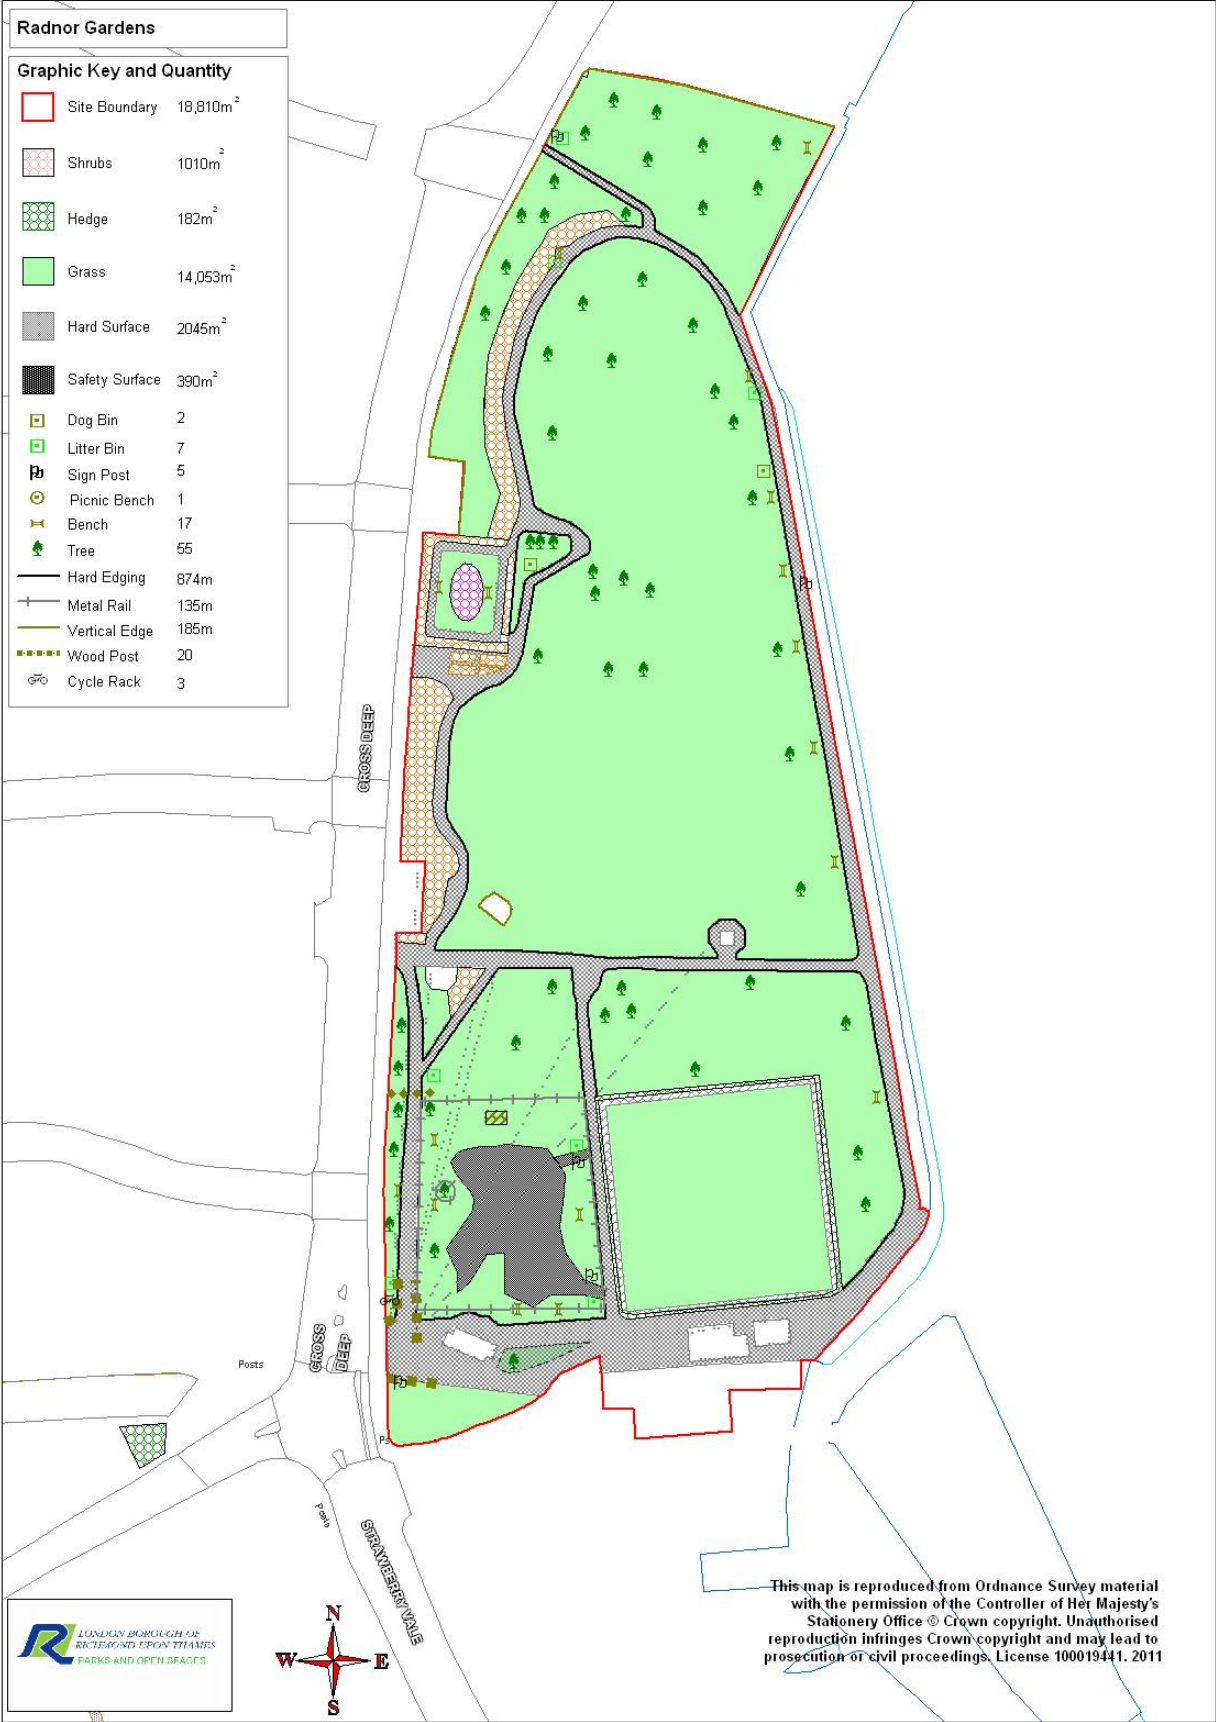 Radnor Gardens
Graphic Key and Quantity
Site Boundary 18,810m²
Shrubs 1010m²
Hedge 182m²
Grass 14,053m²
Hard Surface 2045m²
Safety Surface 390m²
Dog Bin 2
Litter Bin 7
Sign Post 5
Picnic Bench 1
Bench 17
Tree 55
Hard Edging 874m
Metal Rail 135m
Vertical Edge 185m
Wood Post 20
Cycle Rack 3
CROSS DEEP
CROSS
DEEP
Posts
Ps
Posts
STRAWBERRY VALE
LONDON BOROUGH OF
RICHMOND UPON THAMES
PARKS AND OPEN SPACES
N
W E
S
This map is reproduced from Ordnance Survey material
with the permission of the Controller of Her Majesty's
Stationery Office © Crown copyright. Unauthorised
reproduction infringes Crown copyright and may lead to
prosecution or civil proceedings. License 100019441. 2011